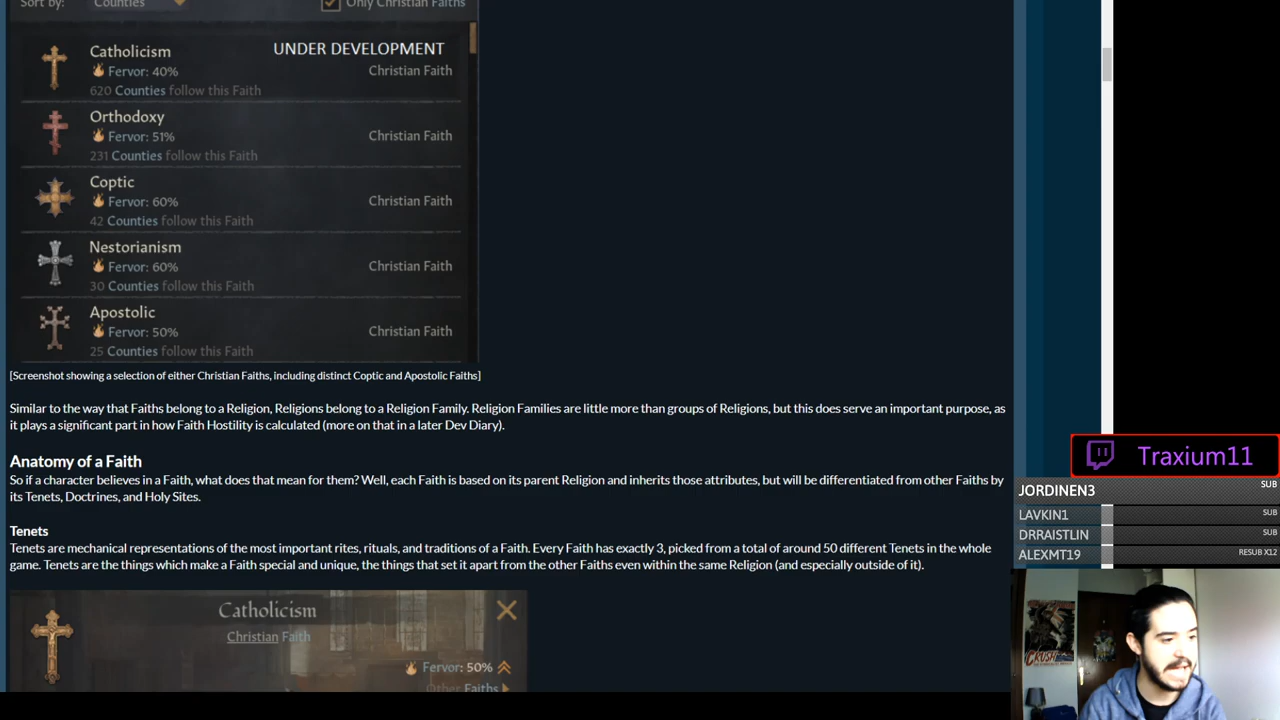 Sort by: Counties Only Christian Faiths
Catholicism UNDER DEVELOPMENT
Fervor: 40% Christian Faith
620 Counties follow this Faith
Orthodoxy
Fervor: 51% Christian Faith
231 Counties follow this Faith
Coptic
Fervor: 60% Christian Faith
42 Counties follow this Faith
Nestorianism
Fervor: 60% Christian Faith
30 Counties follow this Faith
Apostolic
Fervor: 50% Christian Faith
25 Counties follow this Faith
[Screenshot showing a selection of either Christian Faiths, including distinct Coptic and Apostolic Faiths]
Similar to the way that Faiths belong to a Religion, Religions belong to a Religion Family. Religion Families are little more than groups of Religions, but this does serve an important purpose, as
it plays a significant part in how Faith Hostility is calculated (more on that in a later Dev Diary).
Anatomy of a Faith
So if a character believes in a Faith, what does that mean for them? Well, each Faith is based on its parent Religion and inherits those attributes, but will be differentiated from other Faiths by
its Tenets, Doctrines, and Holy Sites.
Tenets
Tenets are mechanical representations of the most important rites, rituals, and traditions of a Faith. Every Faith has exactly 3, picked from a total of around 50 different Tenets in the whole
game. Tenets are the things which make a Faith special and unique, the things that set it apart from the other Faiths even within the same Religion (and especially outside of it).
Catholicism
Christian Faith
Fervor: 50%
Other Faiths
Traxium11
JORDINEN3 SUB
LAVKIN1 SUB
DRRAISTLIN SUB
ALEXMT19 RESUB X12